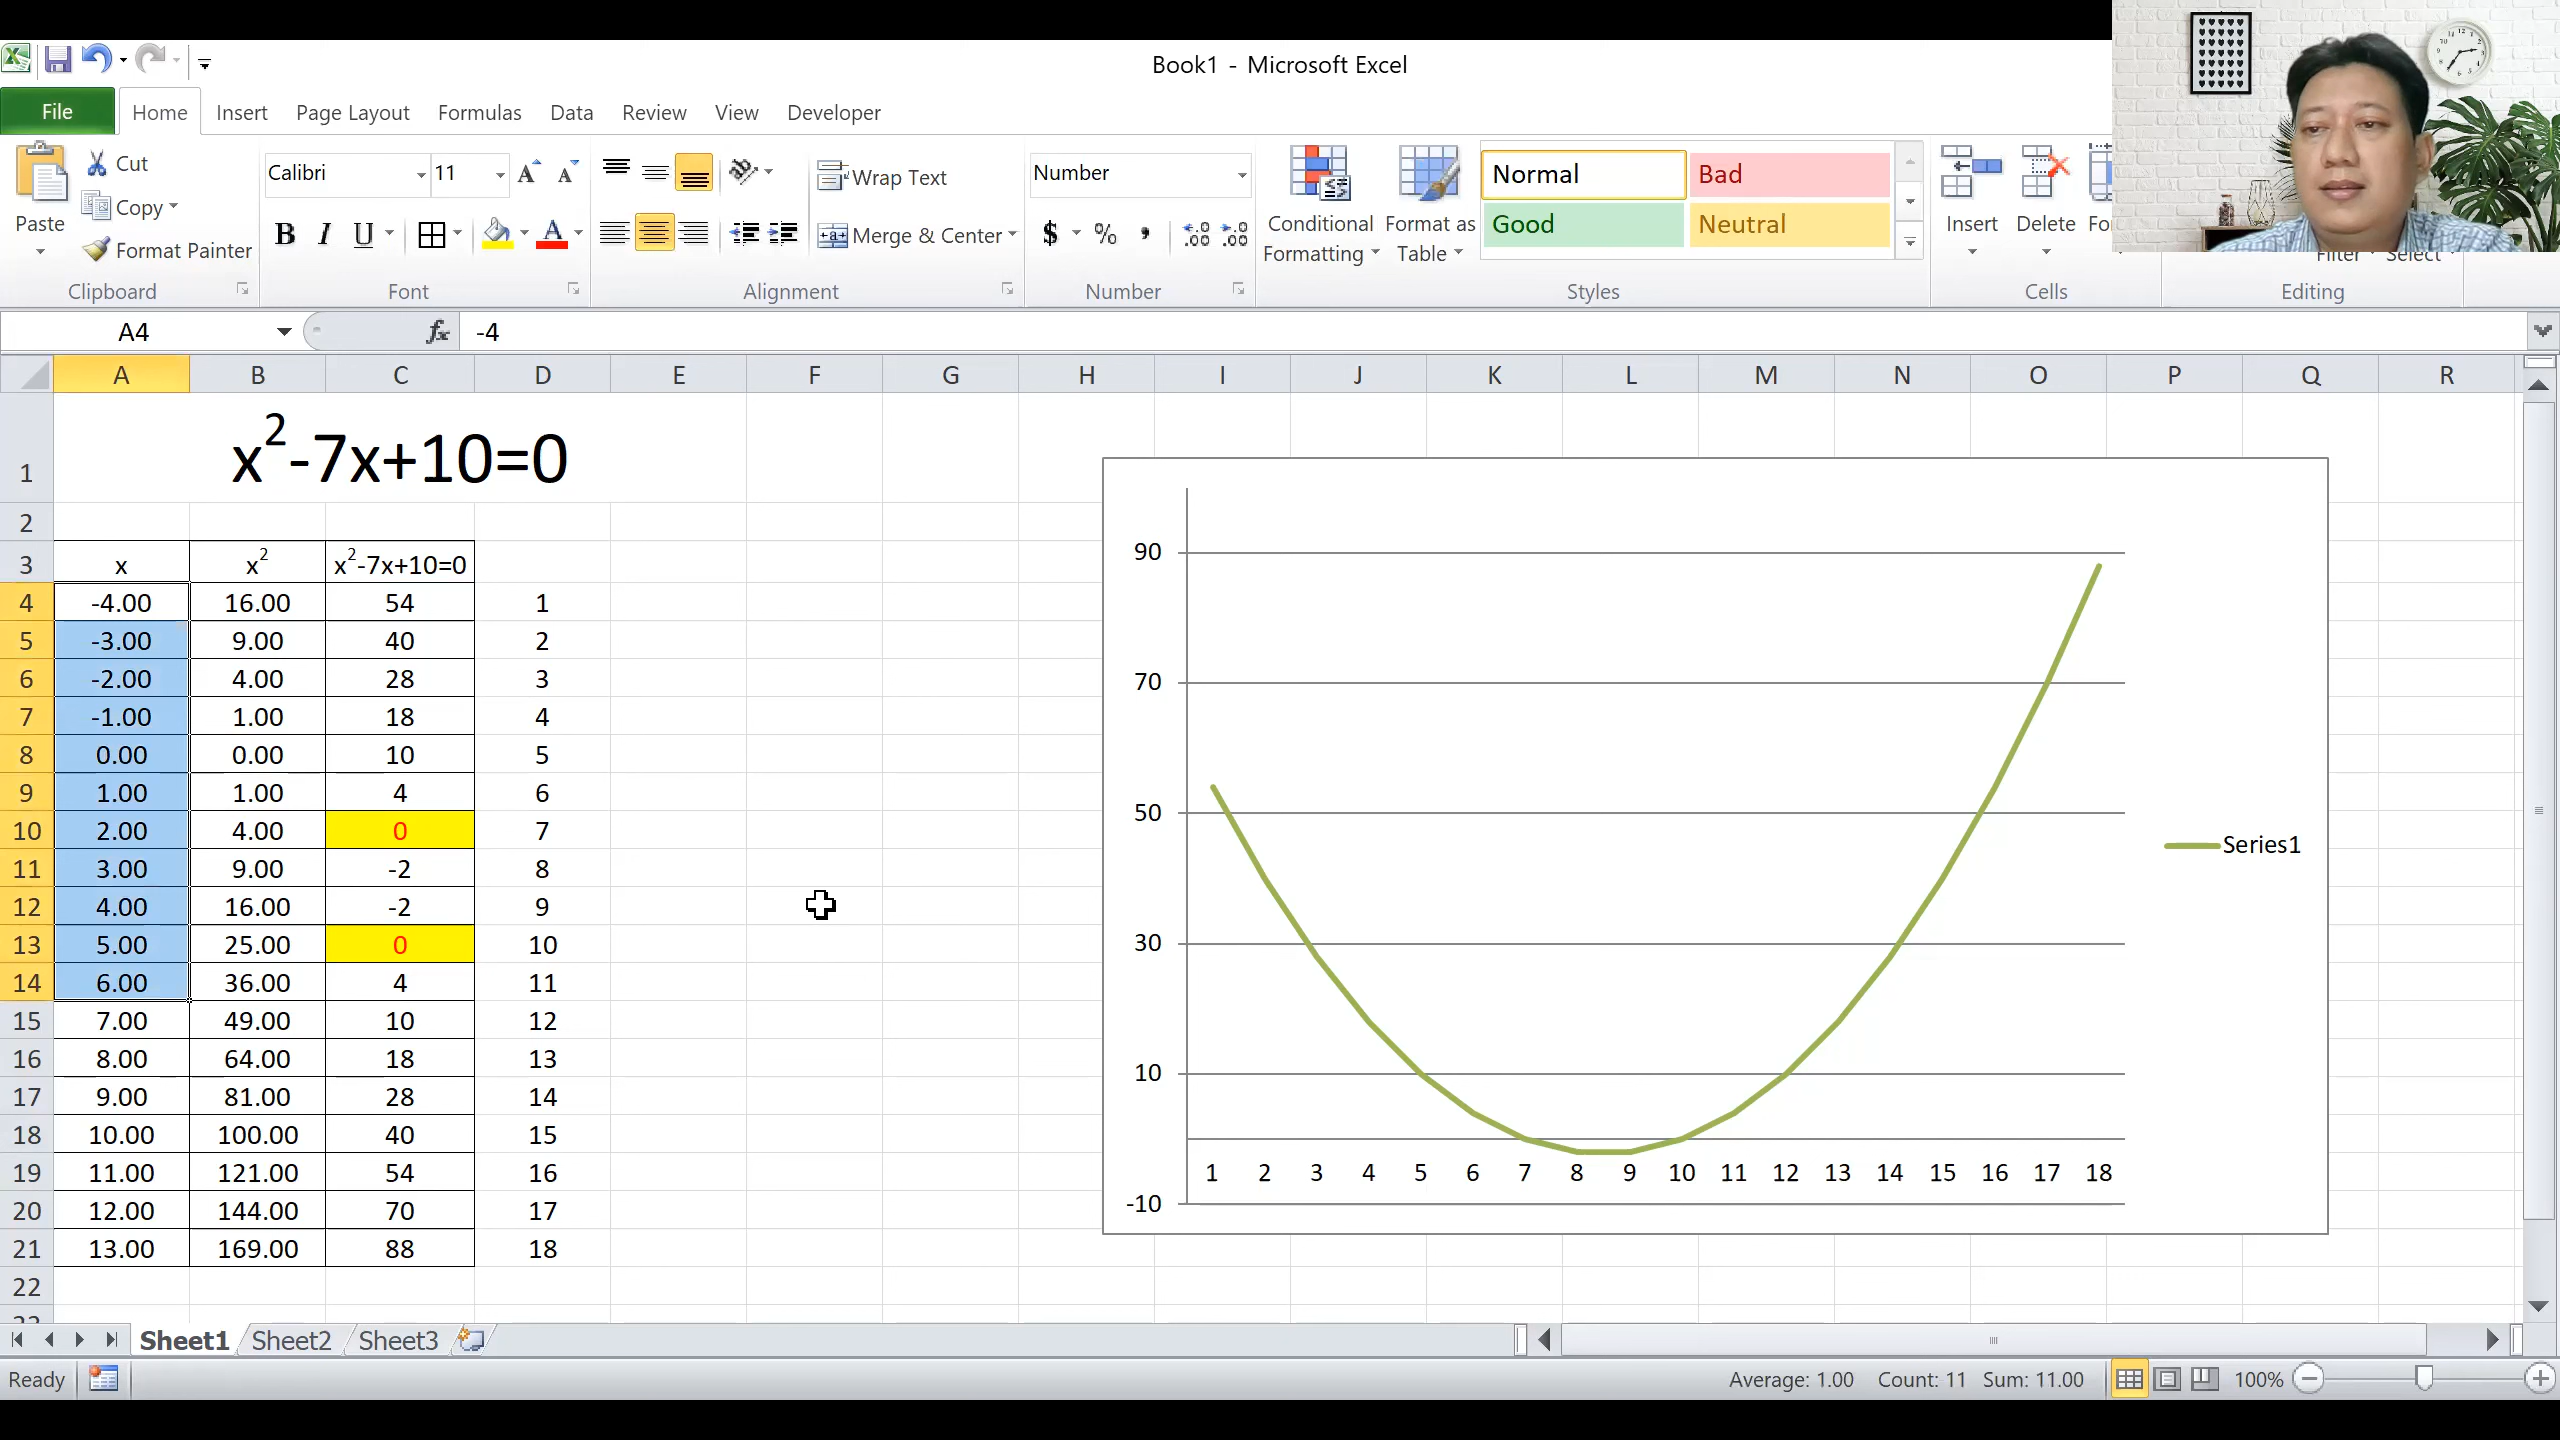 Book1 - Microsoft Excel
File Home Insert Page Layout Formulas Data Review View Developer
Paste
Cut
Copy
Format Painter
Clipboard
Calibri 11
B I U
Font
Wrap Text
Merge & Center
Alignment
Number
$ % ,
Number
Conditional Formatting
Format as Table
Normal Bad
Good Neutral
Styles
Insert Delete
Cells
Filter Select
Editing
A4 fx -4
A B C D E F G H I J K L M N O P Q R
1 x²-7x+10=0
2
3 x x² x²-7x+10=0
4 -4.00 16.00 54 1
5 -3.00 9.00 40 2
6 -2.00 4.00 28 3
7 -1.00 1.00 18 4
8 0.00 0.00 10 5
9 1.00 1.00 4 6
10 2.00 4.00 0 7
11 3.00 9.00 -2 8
12 4.00 16.00 -2 9
13 5.00 25.00 0 10
14 6.00 36.00 4 11
15 7.00 49.00 10 12
16 8.00 64.00 18 13
17 9.00 81.00 28 14
18 10.00 100.00 40 15
19 11.00 121.00 54 16
20 12.00 144.00 70 17
21 13.00 169.00 88 18
22
90
70
50
30
10
-10
1 2 3 4 5 6 7 8 9 10 11 12 13 14 15 16 17 18
Series1
Sheet1 Sheet2 Sheet3
Ready Average: 1.00 Count: 11 Sum: 11.00 100%